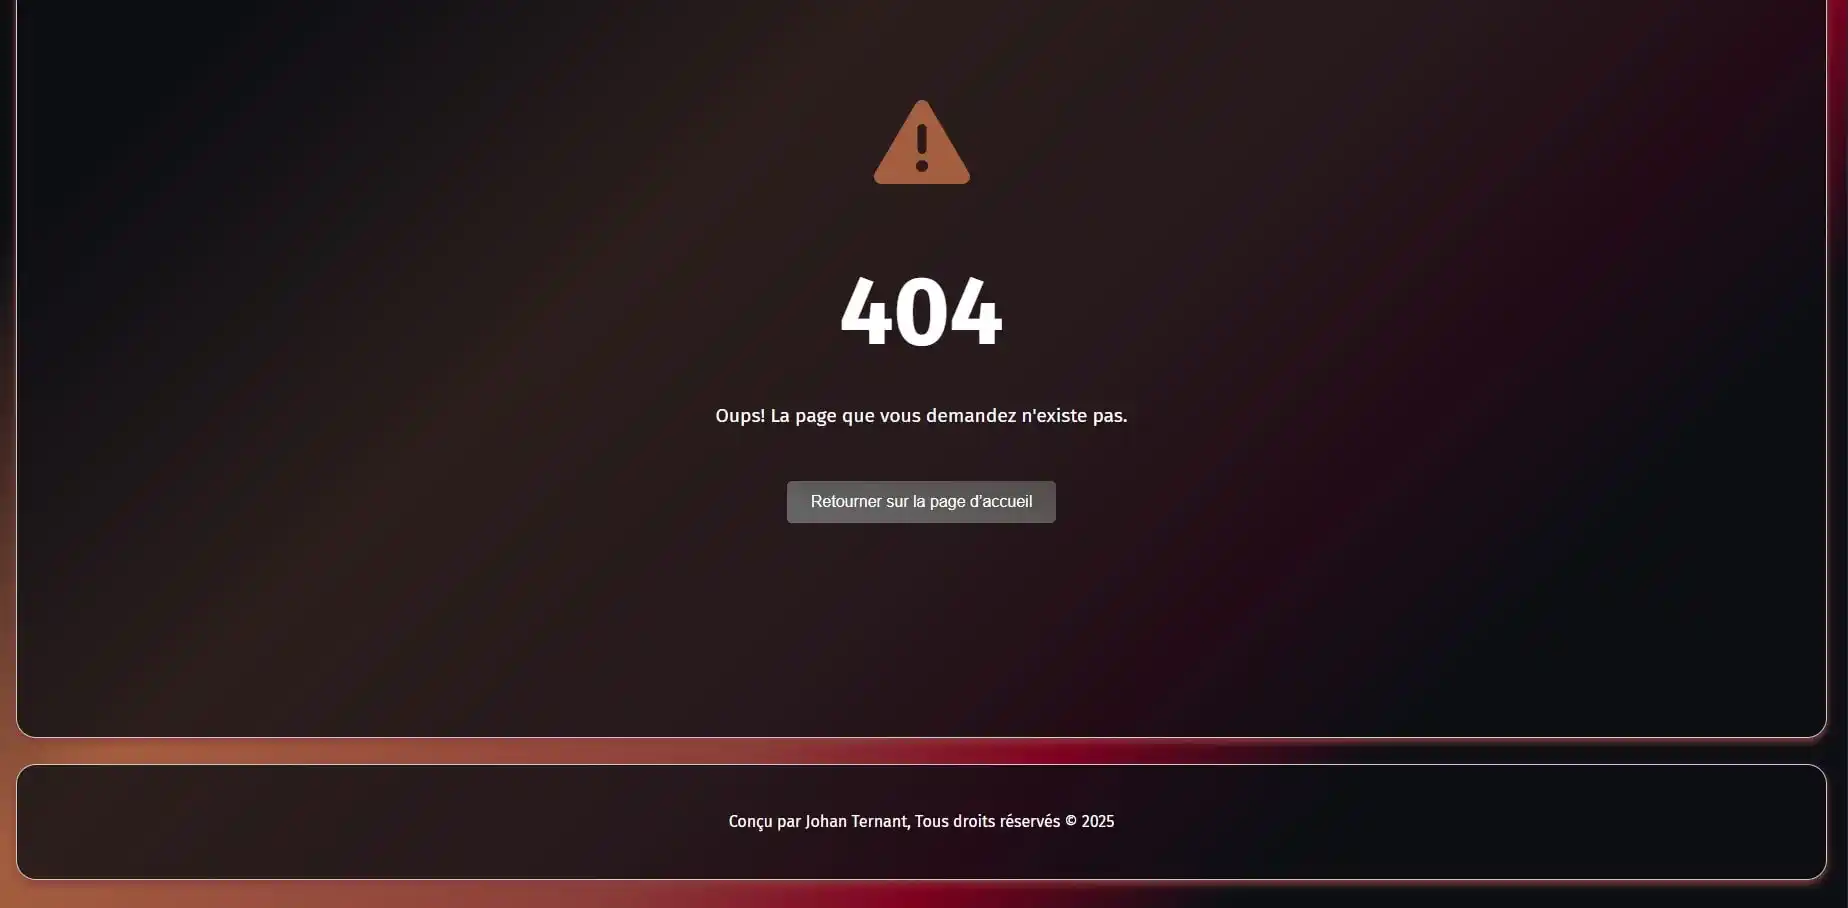 404
Oups! La page que vous demandez n'existe pas.
Retourner sur la page d’accueil
Conçu par Johan Ternant, Tous droits réservés © 2025